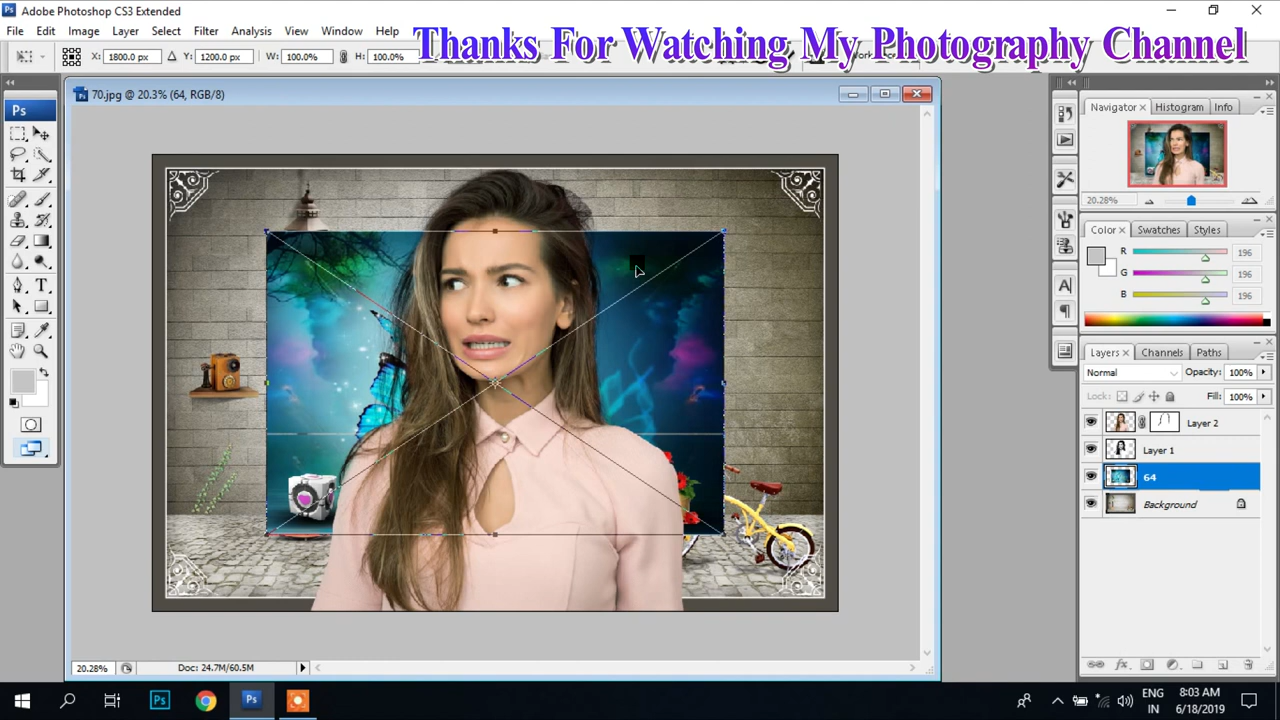 Adobe Photoshop CS3 Extended
File Edit Image Layer Select Filter Analysis View Window Help
Thanks For Watching My Photography Channel
X: 1800.0 px Y: 1200.0 px W: 100.0% H: 100.0%
Ps
70.jpg @ 20.3% (64, RGB/8)
Navigator Histogram Info
20.28%
Color Swatches Styles
R 196
G 196
B 196
Layers Channels Paths
Normal Opacity: 100%
Lock: Fill: 100%
Layer 2
Layer 1
64
Background
20.28% Doc: 24.7M/60.5M
ENG 8:03 AM
IN 6/18/2019